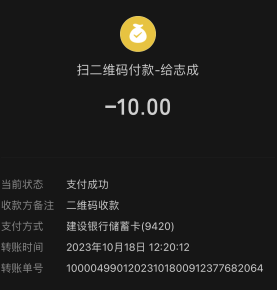 扫二维码付款-给志成
-10.00
当前状态 支付成功
收款方备注 二维码收款
支付方式 建设银行储蓄卡(9420)
转账时间 2023年10月18日 12:20:12
转账单号 10000499012023101800912377682064